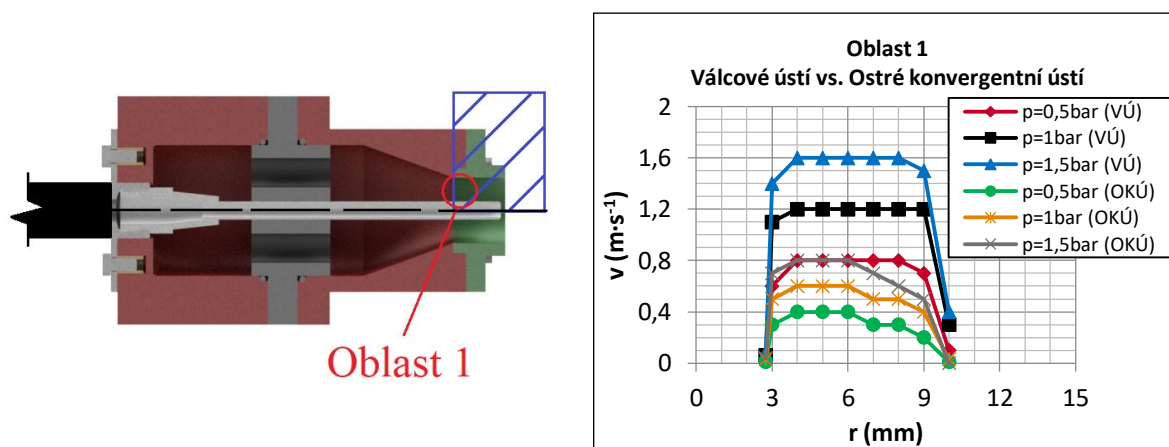 Oblast 1
Oblast 1
Válcové ústí vs. Ostré konvergentní ústí
v (m·s⁻¹)
2
1,6
1,2
0,8
0,4
0
p=0,5bar (VÚ)
p=1bar (VÚ)
p=1,5bar (VÚ)
p=0,5bar (OKÚ)
p=1bar (OKÚ)
p=1,5bar (OKÚ)
0 3 6 9 12 15
r (mm)